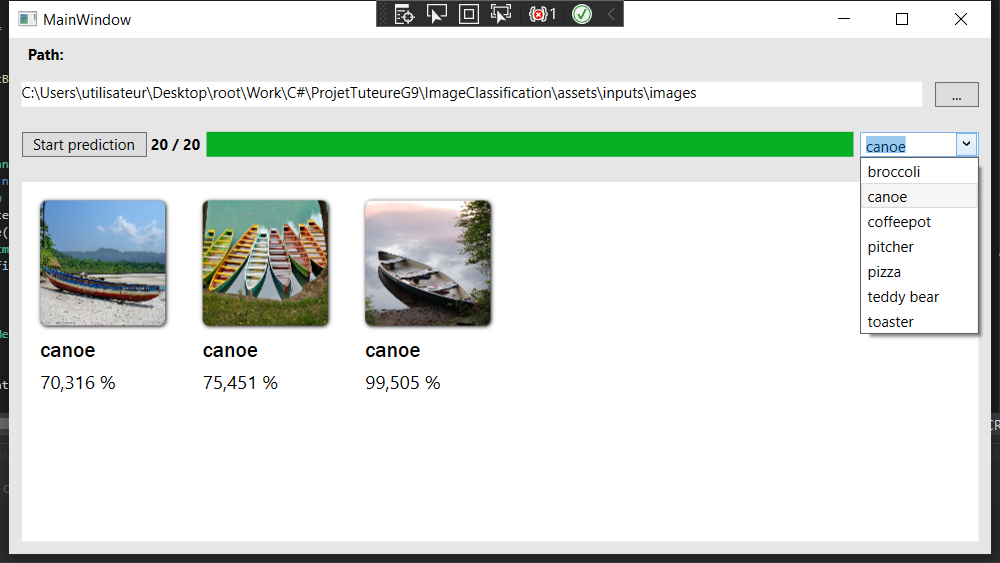 MainWindow
1
Path:
C:\Users\utilisateur\Desktop\root\Work\C#\ProjetTuteureG9\ImageClassification\assets\inputs\images
...
Start prediction
20 / 20
canoe
broccoli
canoe
coffeepot
pitcher
pizza
teddy bear
toaster
canoe
canoe
canoe
70,316 %
75,451 %
99,505 %